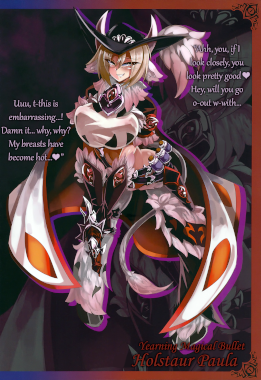 "Ahh, you, if I
look closely, you
look pretty good❤
Hey, will you go
o-out w-with...
Uuu, t-this is
embarrassing...!
Damn it... why, why?
My breasts have
become hot...❤"
Yearning Magical Bullet
Holstaur Paula